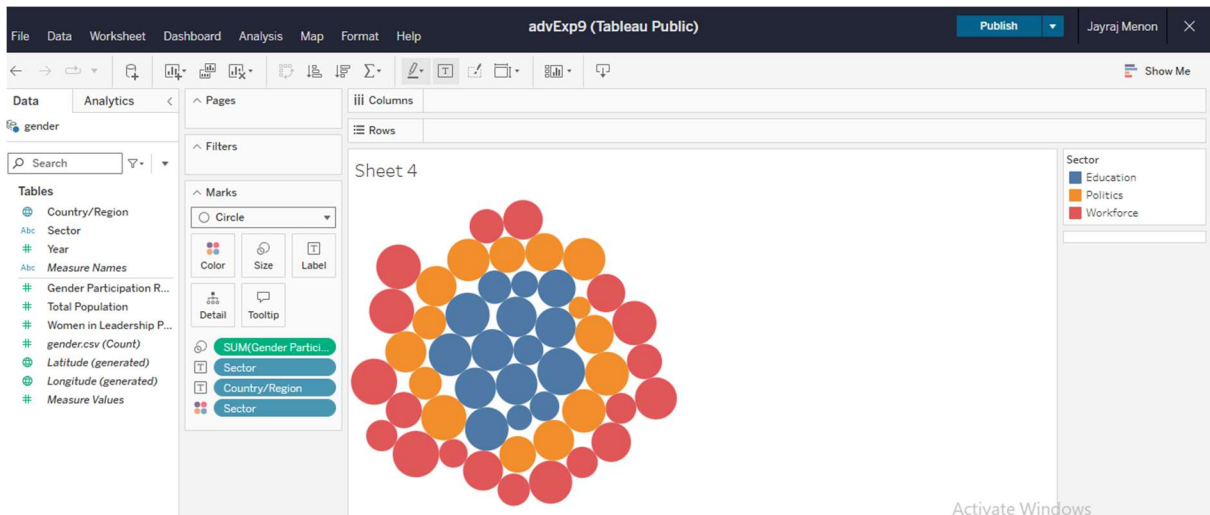 advExp9 (Tableau Public)
Publish
Jayraj Menon
File Data Worksheet Dashboard Analysis Map Format Help
Show Me
Data Analytics
gender
Search
Tables
Country/Region
Abc Sector
# Year
Abc Measure Names
# Gender Participation R...
# Total Population
# Women in Leadership P...
# gender.csv (Count)
Latitude (generated)
Longitude (generated)
# Measure Values
Pages
Filters
Marks
Circle
Color Size Label
Detail Tooltip
SUM(Gender Partici...
Sector
Country/Region
Sector
Columns
Rows
Sheet 4
Sector
Education
Politics
Workforce
Activate Windows